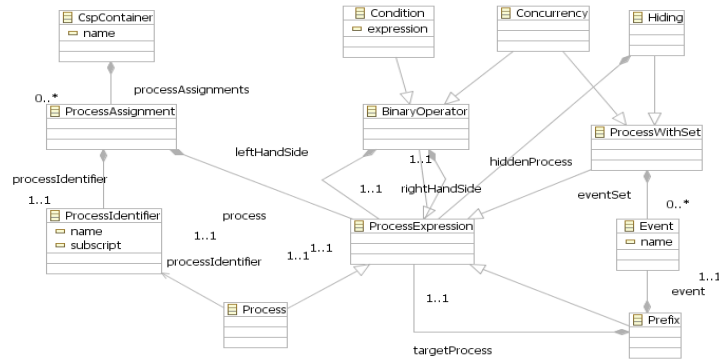 CspContainer
name
Condition
expression
Concurrency
Hiding
processAssignments
0..*
ProcessAssignment
BinaryOperator
ProcessWithSet
leftHandSide
1..1
hiddenProcess
processIdentifier
1..1
rightHandSide
1..1
eventSet
0..*
ProcessIdentifier
name
subscript
process
1..1
ProcessExpression
Event
name
1..1
1..1
processIdentifier
1..1
event
Process
1..1
Prefix
targetProcess